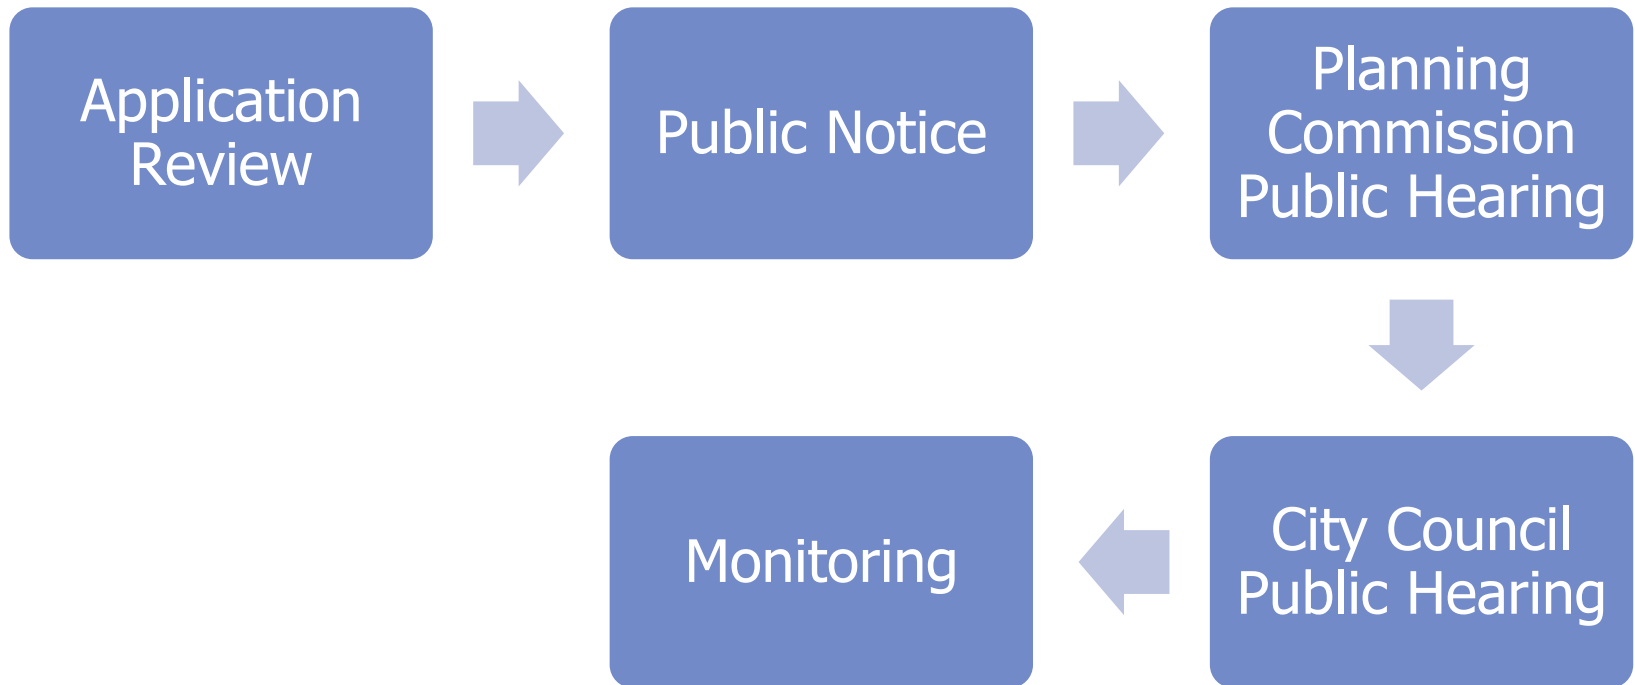 Application
Review
Public Notice
Planning
Commission
Public Hearing
City Council
Public Hearing
Monitoring